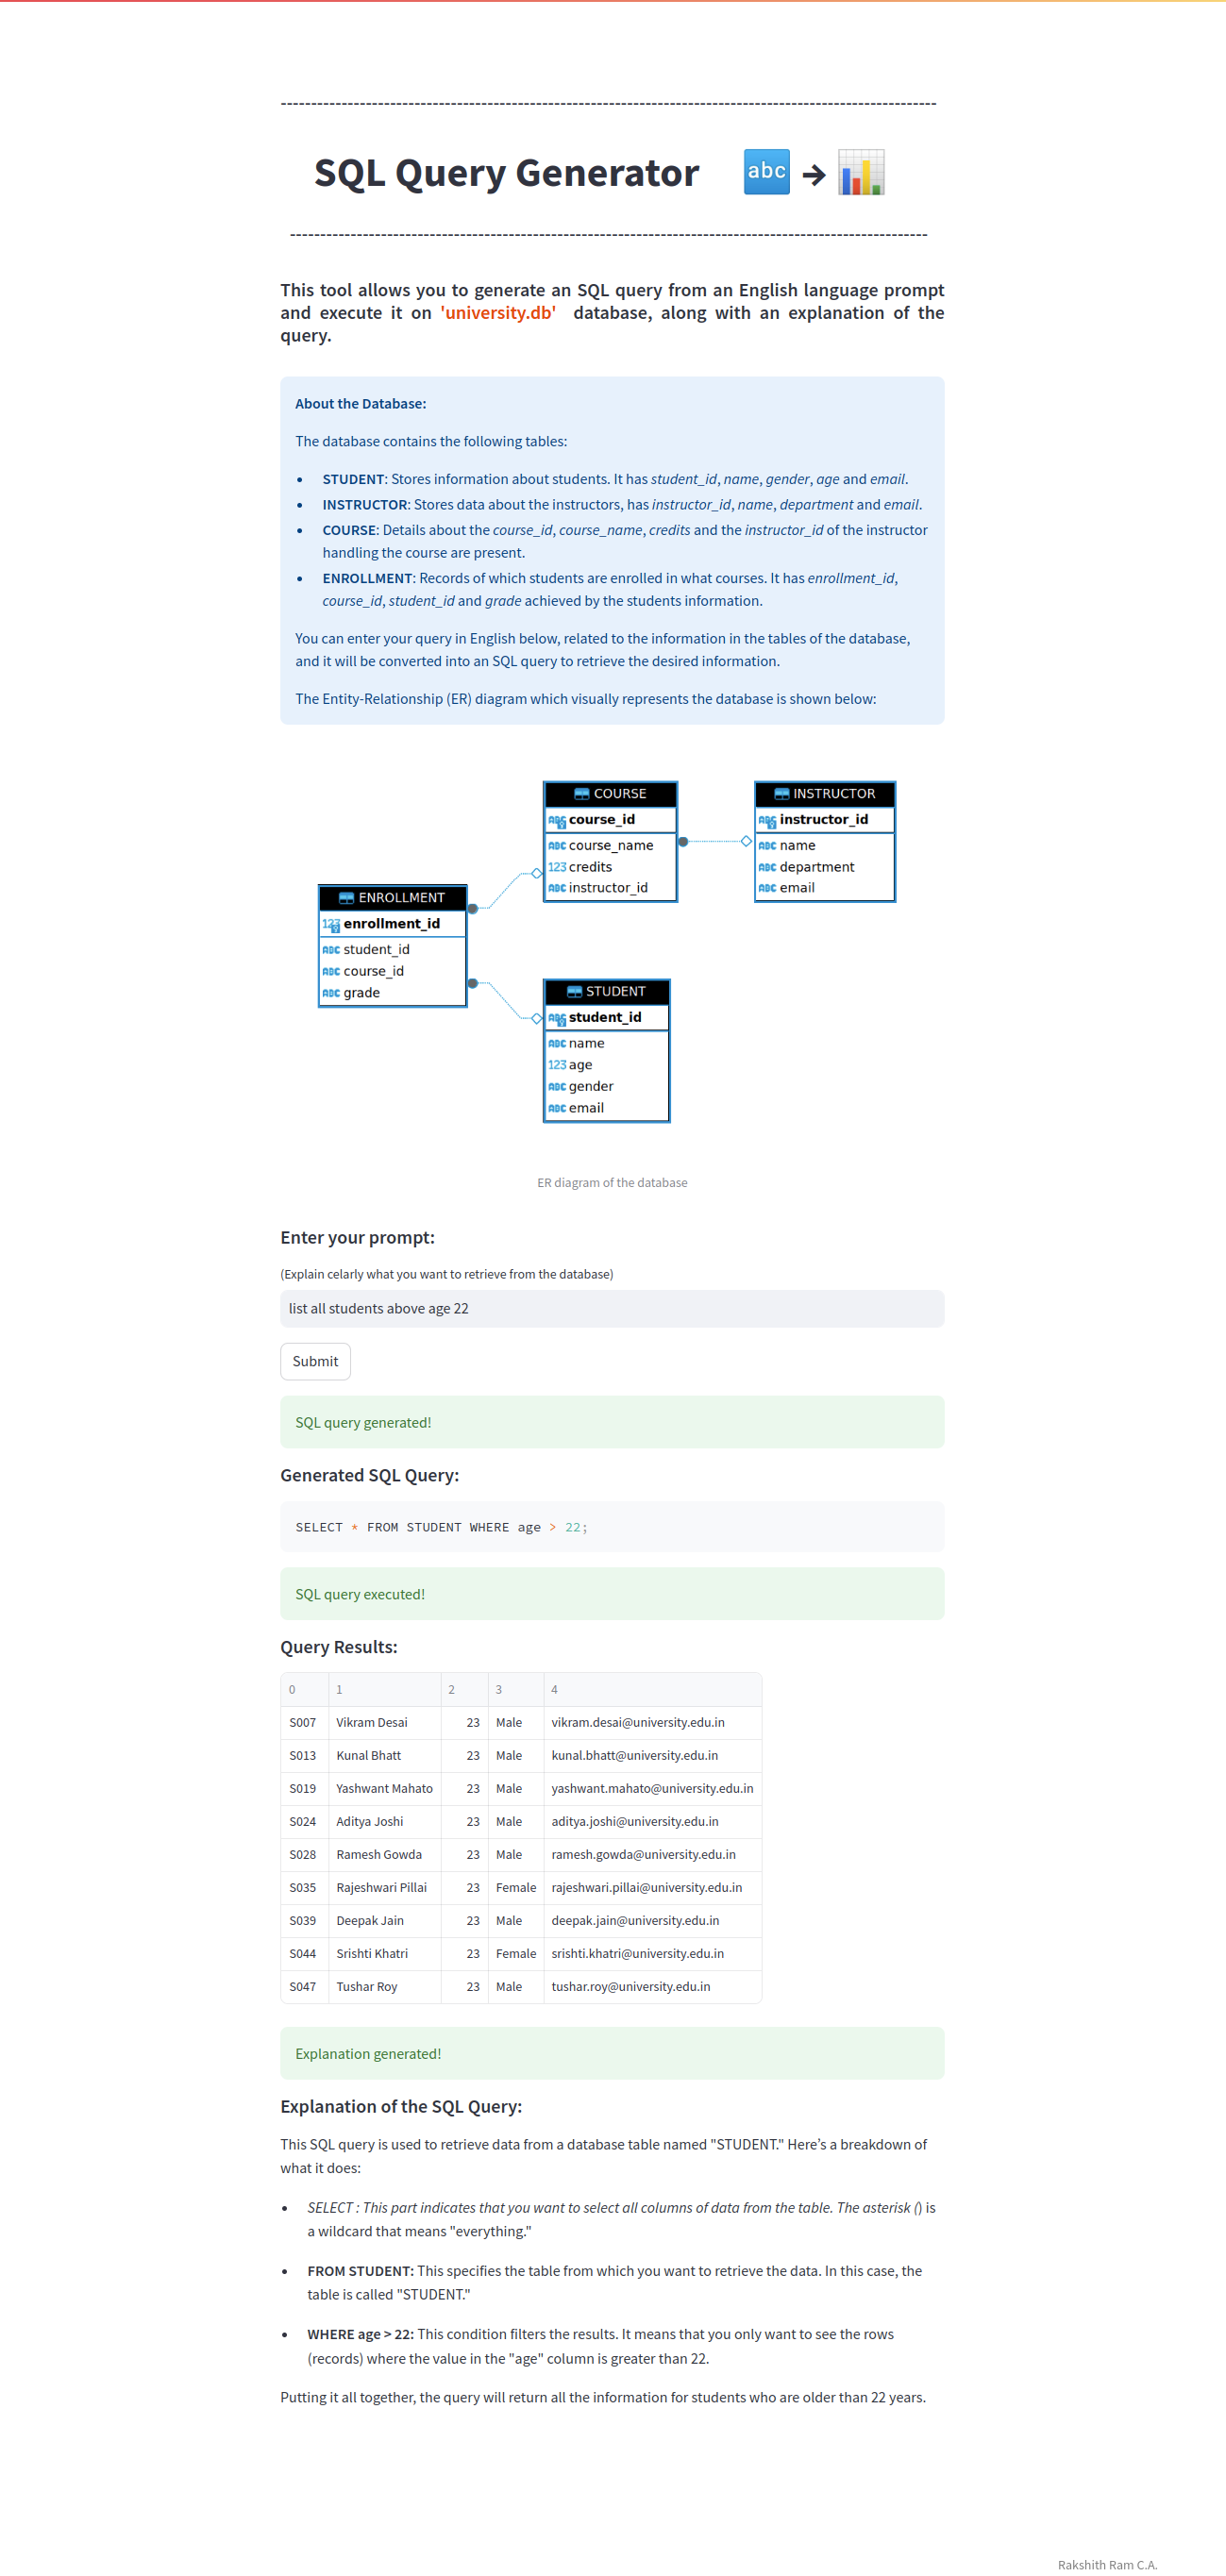 --------------------------------------------------------------------------------------------------------------
SQL Query Generator abc → 
-----------------------------------------------------------------------------------------------------------
This tool allows you to generate an SQL query from an English language prompt
and execute it on 'university.db' database, along with an explanation of the
query.
About the Database:
The database contains the following tables:
• STUDENT: Stores information about students. It has student_id, name, gender, age and email.
• INSTRUCTOR: Stores data about the instructors, has instructor_id, name, department and email.
• COURSE: Details about the course_id, course_name, credits and the instructor_id of the instructor
handling the course are present.
• ENROLLMENT: Records of which students are enrolled in what courses. It has enrollment_id,
course_id, student_id and grade achieved by the students information.
You can enter your query in English below, related to the information in the tables of the database,
and it will be converted into an SQL query to retrieve the desired information.
The Entity-Relationship (ER) diagram which visually represents the database is shown below:
COURSE
ABC course_id
ABC course_name
123 credits
ABC instructor_id
INSTRUCTOR
ABC instructor_id
ABC name
ABC department
ABC email
ENROLLMENT
123 enrollment_id
ABC student_id
ABC course_id
ABC grade
STUDENT
ABC student_id
ABC name
123 age
ABC gender
ABC email
ER diagram of the database
Enter your prompt:
(Explain celarly what you want to retrieve from the database)
list all students above age 22
Submit
SQL query generated!
Generated SQL Query:
SELECT * FROM STUDENT WHERE age > 22;
SQL query executed!
Query Results:
0 1 2 3 4
S007 Vikram Desai 23 Male vikram.desai@university.edu.in
S013 Kunal Bhatt 23 Male kunal.bhatt@university.edu.in
S019 Yashwant Mahato 23 Male yashwant.mahato@university.edu.in
S024 Aditya Joshi 23 Male aditya.joshi@university.edu.in
S028 Ramesh Gowda 23 Male ramesh.gowda@university.edu.in
S035 Rajeshwari Pillai 23 Female rajeshwari.pillai@university.edu.in
S039 Deepak Jain 23 Male deepak.jain@university.edu.in
S044 Srishti Khatri 23 Female srishti.khatri@university.edu.in
S047 Tushar Roy 23 Male tushar.roy@university.edu.in
Explanation generated!
Explanation of the SQL Query:
This SQL query is used to retrieve data from a database table named "STUDENT." Here’s a breakdown of
what it does:
• SELECT : This part indicates that you want to select all columns of data from the table. The asterisk () is
a wildcard that means "everything."
• FROM STUDENT: This specifies the table from which you want to retrieve the data. In this case, the
table is called "STUDENT."
• WHERE age > 22: This condition filters the results. It means that you only want to see the rows
(records) where the value in the "age" column is greater than 22.
Putting it all together, the query will return all the information for students who are older than 22 years.
Rakshith Ram C.A.